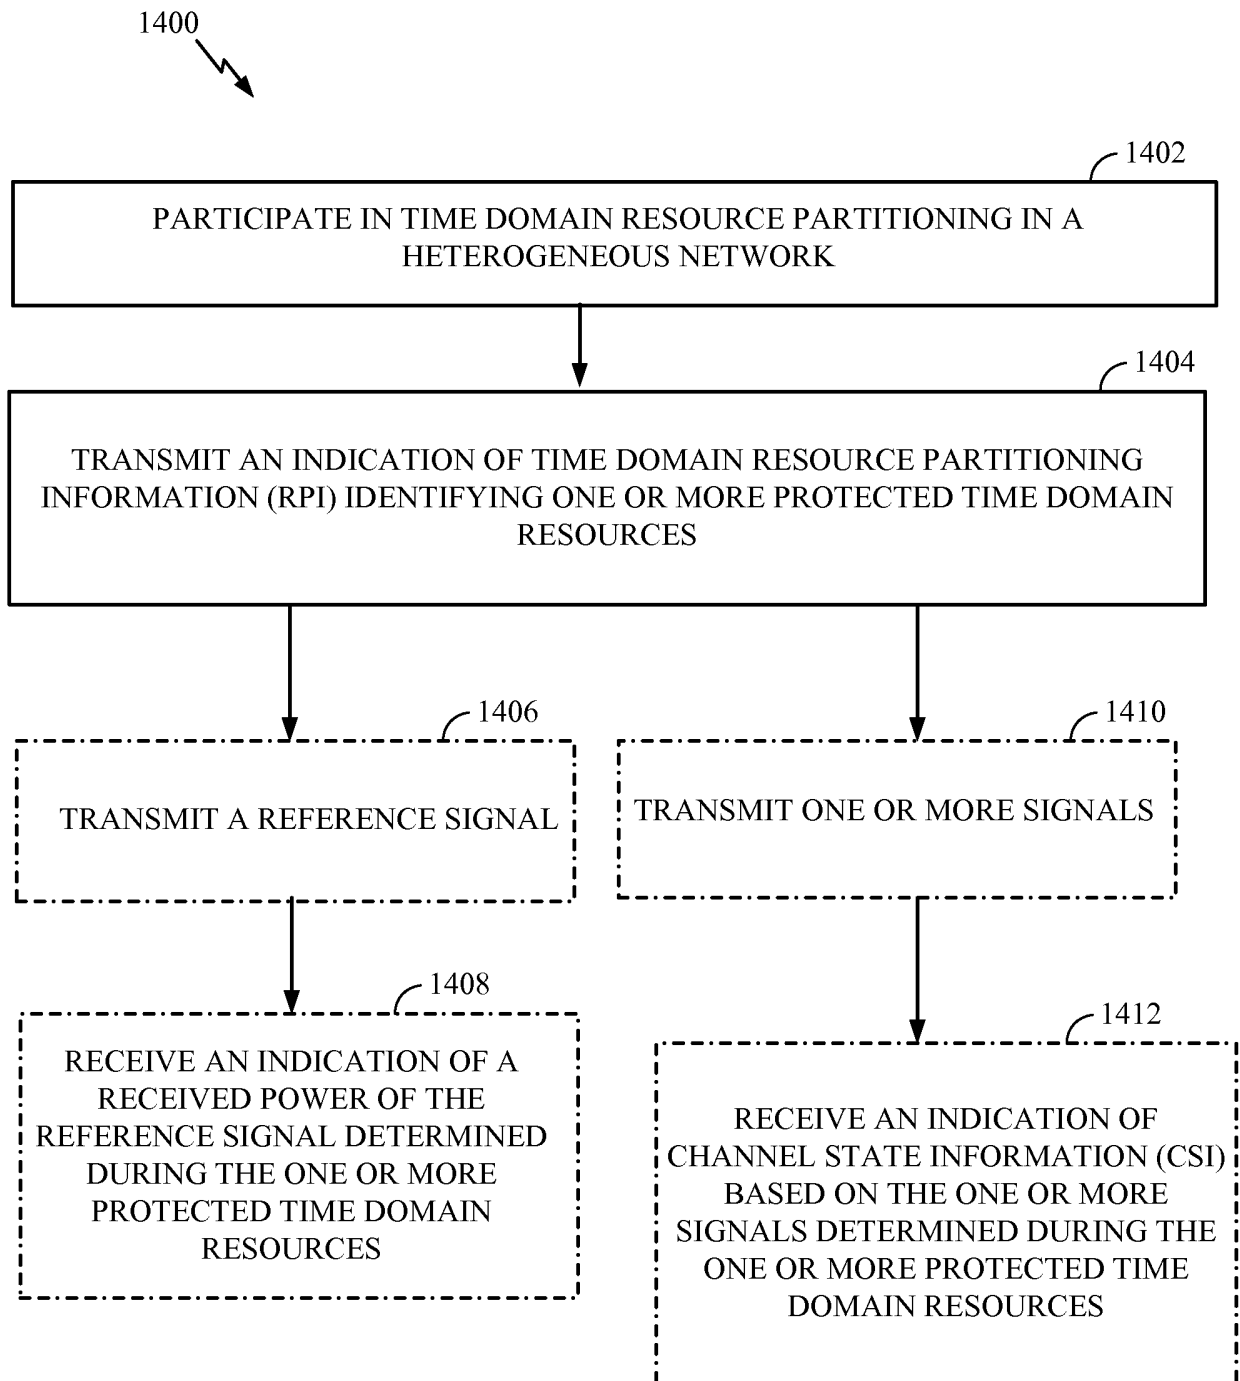 1400
1402
PARTICIPATE IN TIME DOMAIN RESOURCE PARTITIONING IN A
HETEROGENEOUS NETWORK
1404
TRANSMIT AN INDICATION OF TIME DOMAIN RESOURCE PARTITIONING
INFORMATION (RPI) IDENTIFYING ONE OR MORE PROTECTED TIME DOMAIN
RESOURCES
1406
TRANSMIT A REFERENCE SIGNAL
1408
RECEIVE AN INDICATION OF A
RECEIVED POWER OF THE
REFERENCE SIGNAL DETERMINED
DURING THE ONE OR MORE
PROTECTED TIME DOMAIN
RESOURCES
1410
TRANSMIT ONE OR MORE SIGNALS
1412
RECEIVE AN INDICATION OF
CHANNEL STATE INFORMATION (CSI)
BASED ON THE ONE OR MORE
SIGNALS DETERMINED DURING THE
ONE OR MORE PROTECTED TIME
DOMAIN RESOURCES